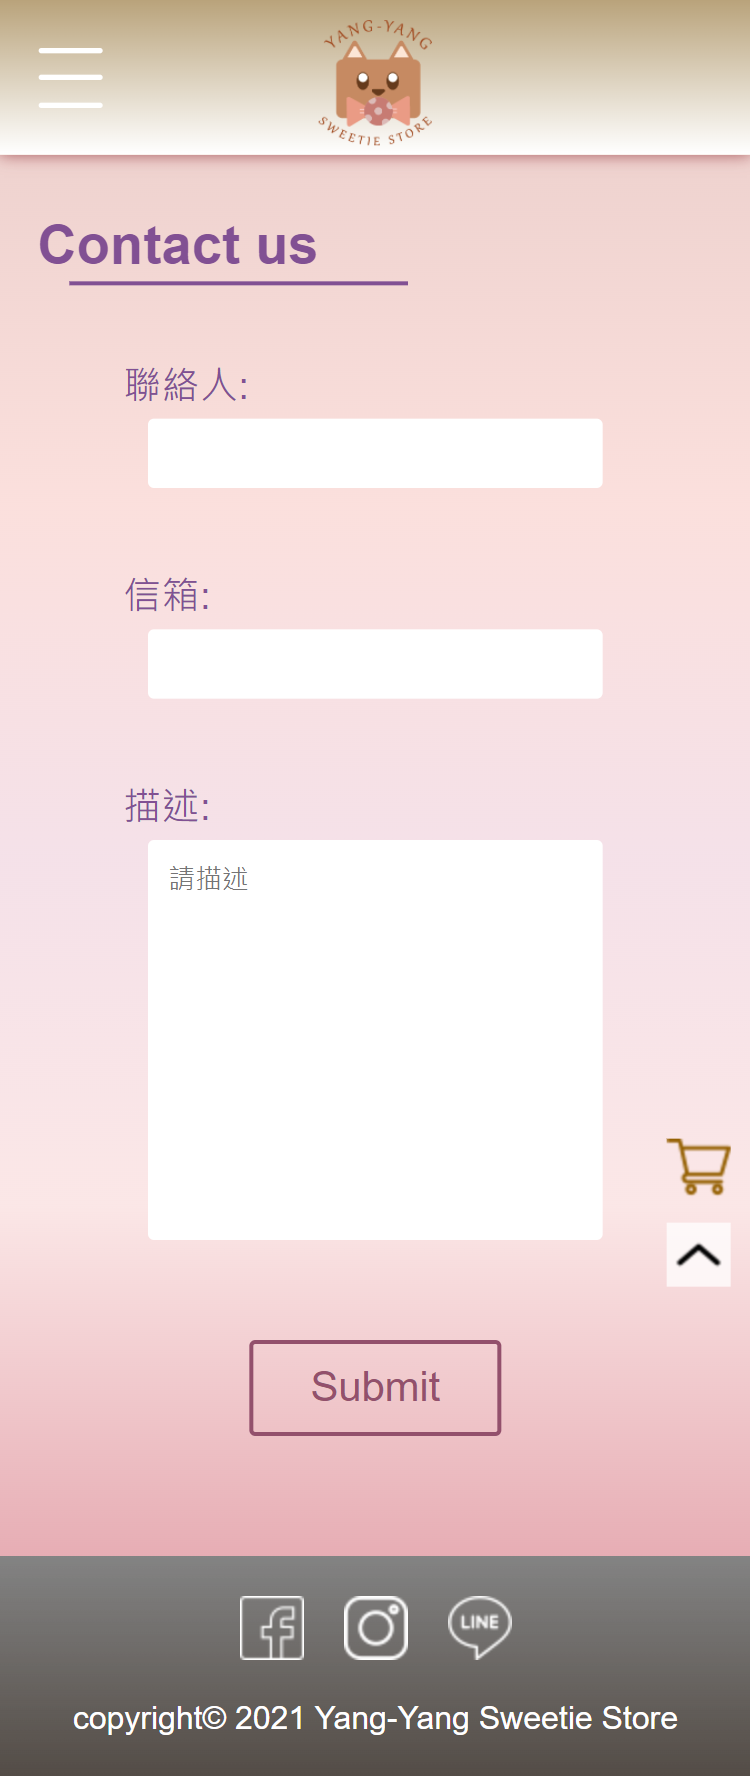 YANG-YANG
SWEETIE STORE
Contact us
聯絡人:
信箱:
描述:
請描述
Submit
LINE
copyright© 2021 Yang-Yang Sweetie Store